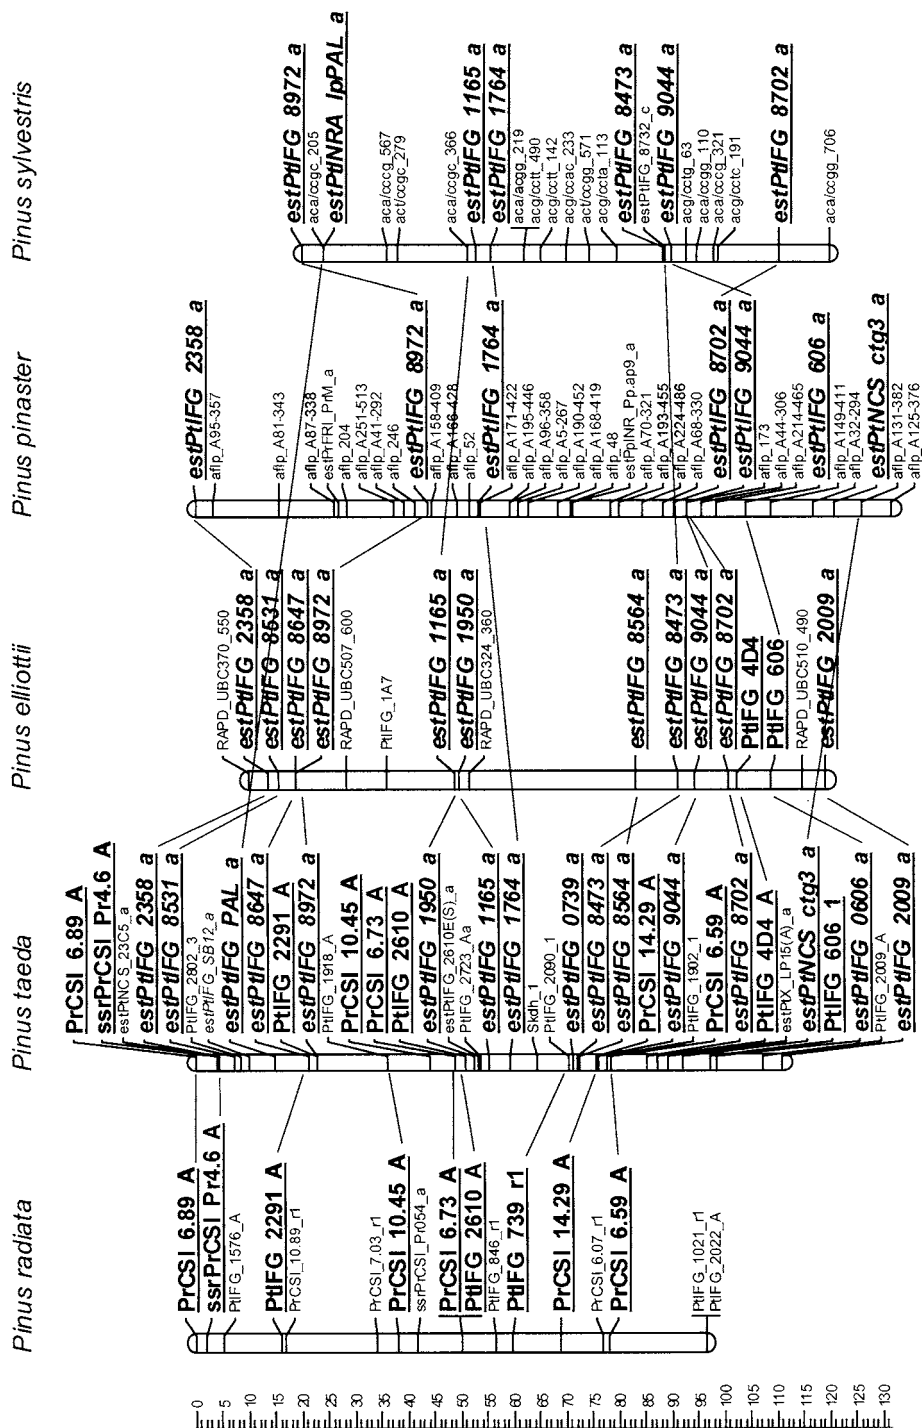 Pinus radiata
PrCSI 6.89 A
ssrPrCSI Pr4.6 A
PtIFG_1576_A
PtIFG 2291 A
PrCSI_10.89_r1
PrCSI_7.03_r1
PrCSI 10.45 A
ssrPrCSI_Pr054_a
PrCSI 6.73 A
PtIFG 2610 A
PtIFG_846_r1
PtIFG 739 r1
PrCSI 14.29 A
PrCSI_6.07_r1
PrCSI 6.59 A
PtIFG_1021_r1
PtIFG_2022_A
Pinus taeda
PrCSI 6.89 A
ssrPrCSI Pr4.6 A
estPtNCS_23C5_a
estPtIFG 2358 a
estPtIFG 8531 a
PtIFG_2802_3
estPtIFG_SB12_a
estPtIFG PAL a
estPtIFG 8647 a
PtIFG 2291 A
estPtIFG 8972 a
PtIFG_1918_A
PrCSI 10.45 A
PrCSI 6.73 A
PtIFG 2610 A
estPtIFG 1950 a
estPtIFG_2610E(S)_a
PtIFG_2723_Aa
estPtIFG 1165 a
estPtIFG 1764 a
Skdh_1
PtIFG_2090_1
estPtIFG 0739 a
estPtIFG 8473 a
estPtIFG 8564 a
PrCSI 14.29 A
estPtIFG 9044 a
PtIFG_1902_1
PrCSI 6.59 A
estPtIFG 8702 a
PtIFG 4D4 A
estPtX_LP15(A)_a
estPtNCS ctg3 a
PtIFG 606 1
estPtIFG 0606 a
PtIFG_2009_A
estPtIFG 2009 a
Pinus elliottii
RAPD_UBC370_550
estPtIFG 2358 a
estPtIFG 8531 a
estPtIFG 8647 a
estPtIFG 8972 a
RAPD_UBC507_600
PtIFG_1A7
estPtIFG 1165 a
estPtIFG 1950 a
RAPD_UBC324_360
estPtIFG 8564 a
estPtIFG 8473 a
estPtIFG 9044 a
estPtIFG 8702 a
PtIFG 4D4
PtIFG 606
RAPD_UBC510_490
estPtIFG 2009 a
Pinus pinaster
estPtIFG 2358 a
aflp_A95-357
aflp_A81-343
aflp_A87-338
estPrFRI_PrM_a
aflp_204
aflp_A251-513
aflp_A41-292
aflp_246
estPtIFG 8972 a
aflp_A158-409
aflp_A166-428
aflp_52
estPtIFG 1764 a
aflp_A171-422
aflp_A195-446
aflp_A96-358
aflp_A5-267
aflp_A190-452
aflp_A168-419
aflp_48
estPpINR_Pp.ap9_a
aflp_A70-321
aflp_A193-455
aflp_A224-486
aflp_A68-330
estPtIFG 8702 a
estPtIFG 9044 a
aflp_173
aflp_A44-306
aflp_A214-465
estPtIFG 606 a
aflp_A149-411
aflp_A32-294
estPtNCS ctg3 a
aflp_A131-382
aflp_A125-376
Pinus sylvestris
estPtIFG 8972 a
aca/ccgc_205
estPtNRA lpPAL a
aca/cccg_567
act/ccgc_279
aca/ccgc_366
estPtIFG 1165 a
estPtIFG 1764 a
aca/acgg_219
acg/cctt_490
acg/cctt_142
acg/ccac_233
act/ccgg_571
acg/ccta_113
estPtIFG 8473 a
estPtIFG_8732_c
estPtIFG 9044 a
acg/cctg_63
aca/ccgg_110
aca/cccg_321
acg/cctc_191
estPtIFG 8702 a
aca/ccgg_706
0
5
10
15
20
25
30
35
40
45
50
55
60
65
70
75
80
85
90
95
100
105
110
115
120
125
130